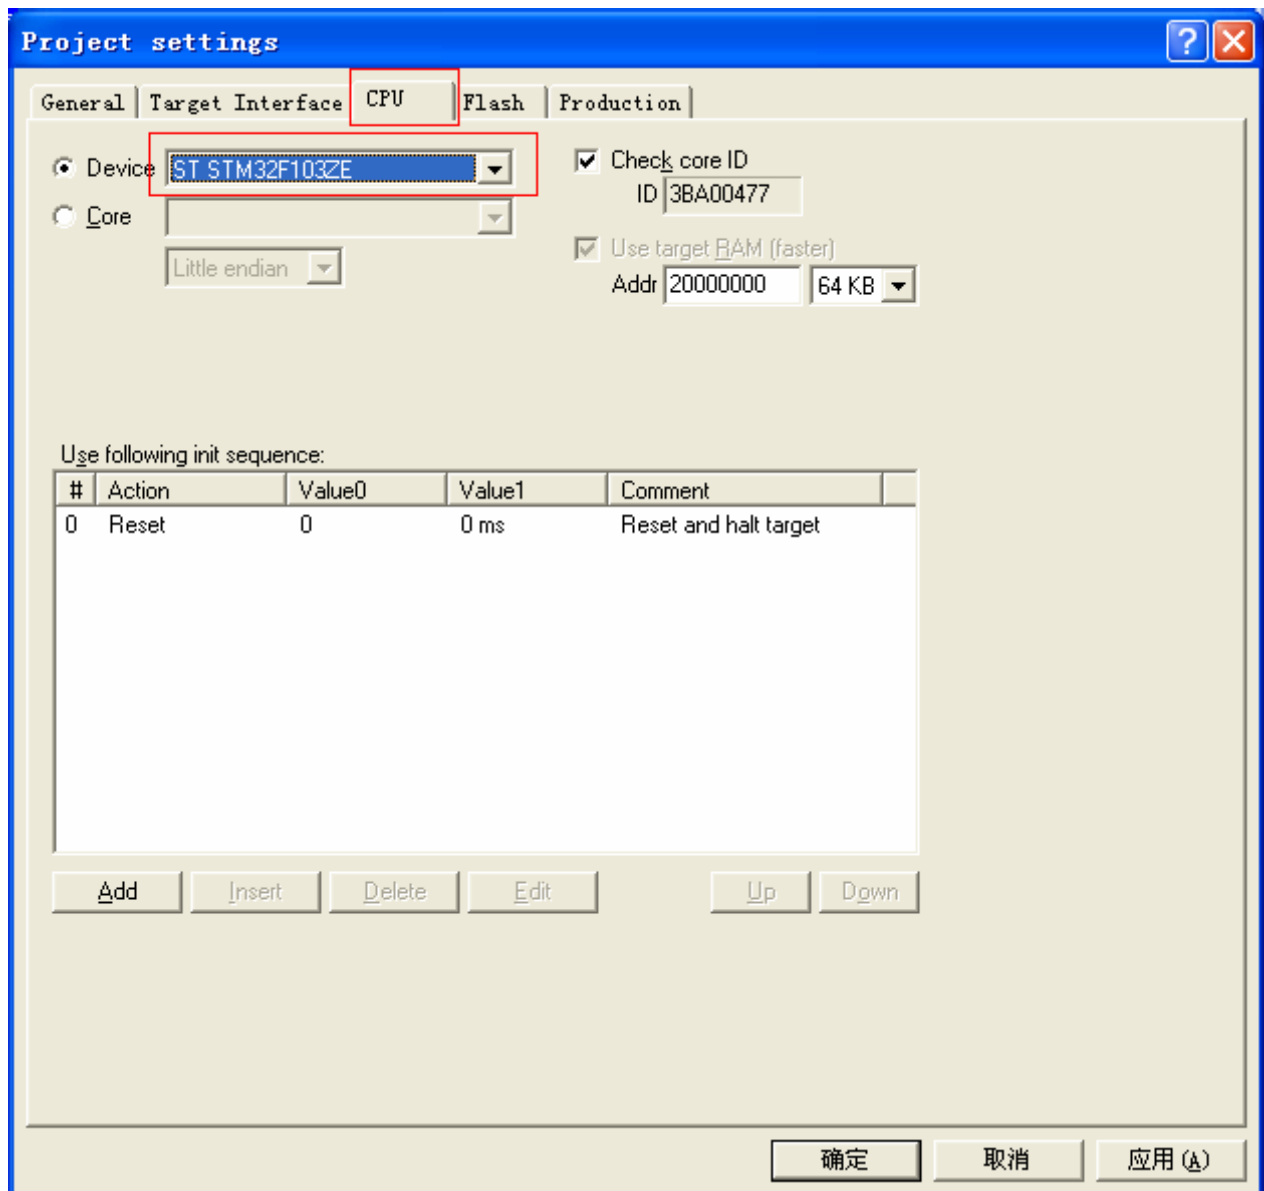 Project settings
General Target Interface CPU Flash Production
Device ST STM32F103ZE
Check core ID
ID 3BA00477
Core
Use target RAM (faster)
Little endian
Addr 20000000 64 KB
Use following init sequence:
# Action Value0 Value1 Comment
0 Reset 0 0 ms Reset and halt target
Add Insert Delete Edit Up Down
确定 取消 应用(A)